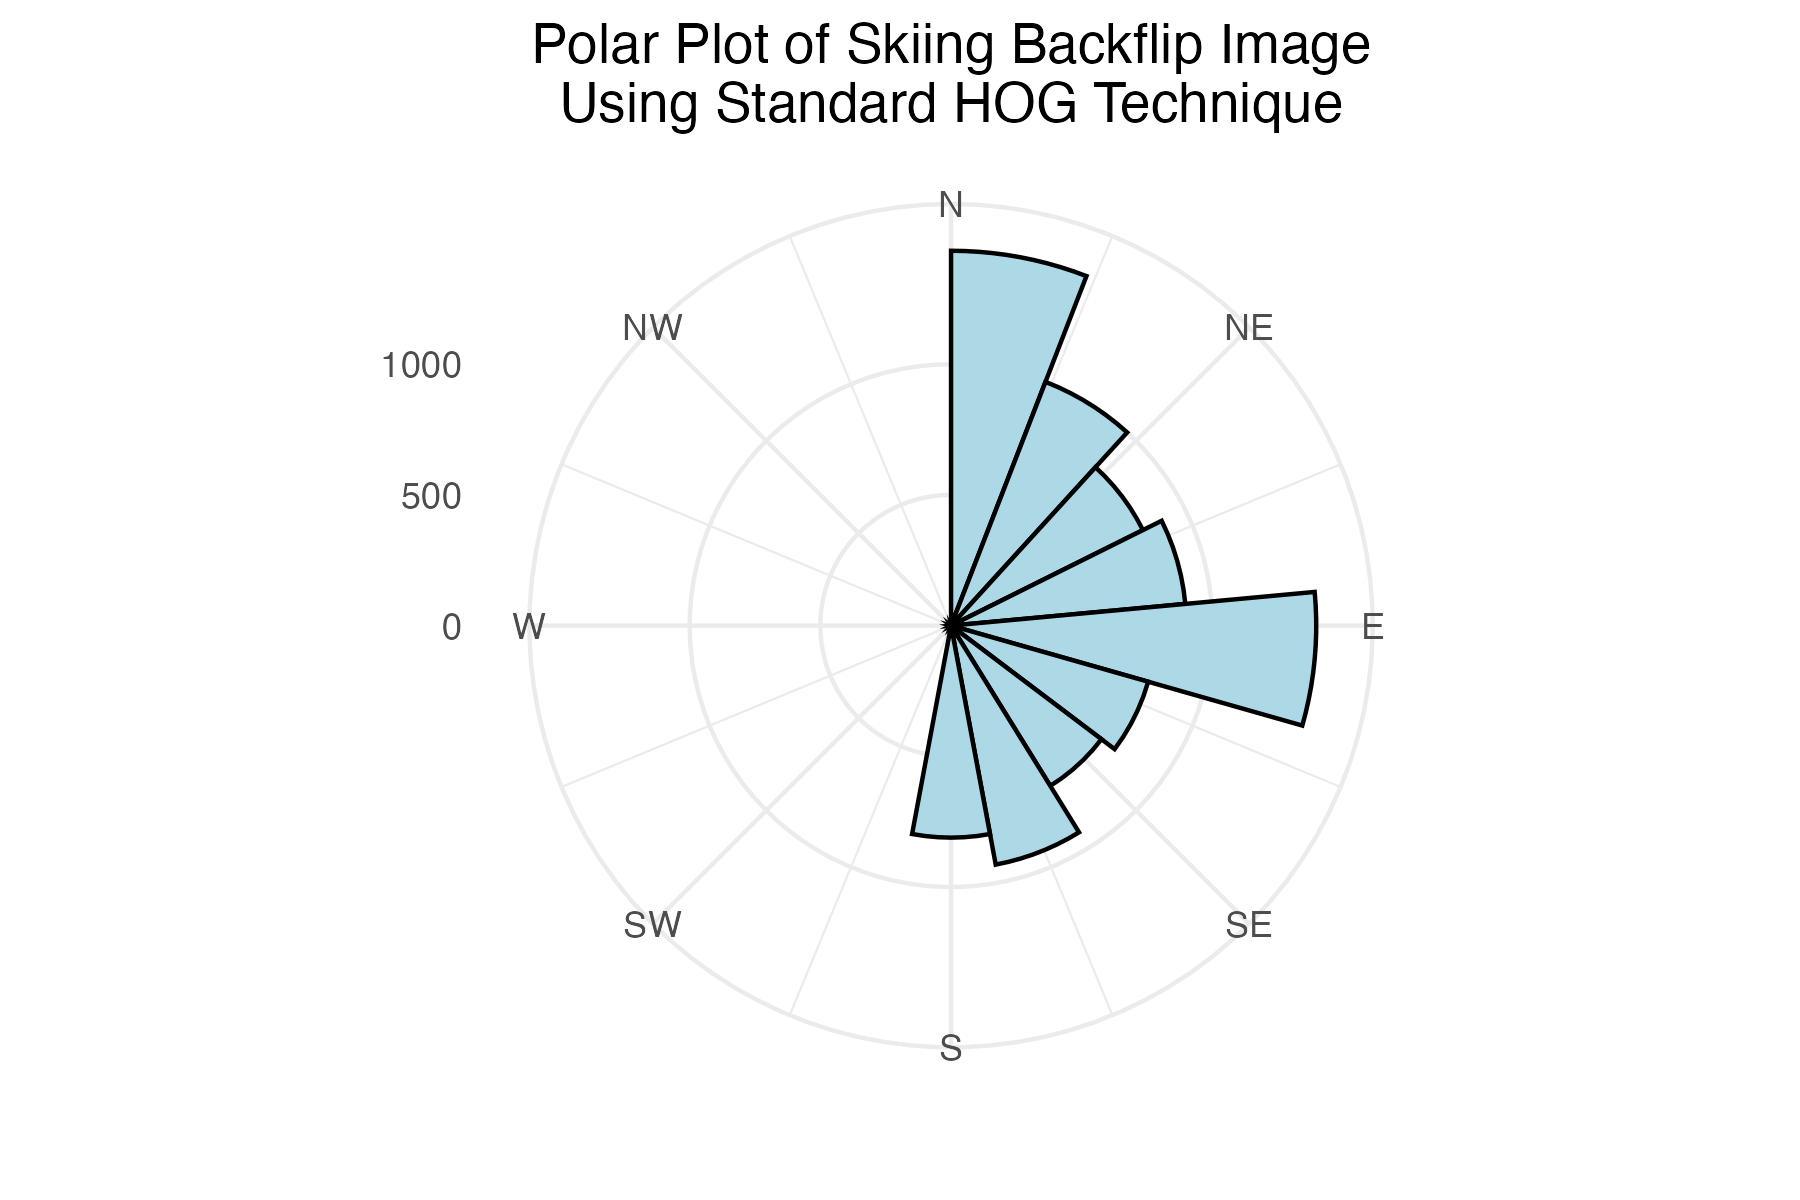 Polar Plot of Skiing Backflip Image
Using Standard HOG Technique
N
NW
NE
1000
500
0
W
E
SW
SE
S